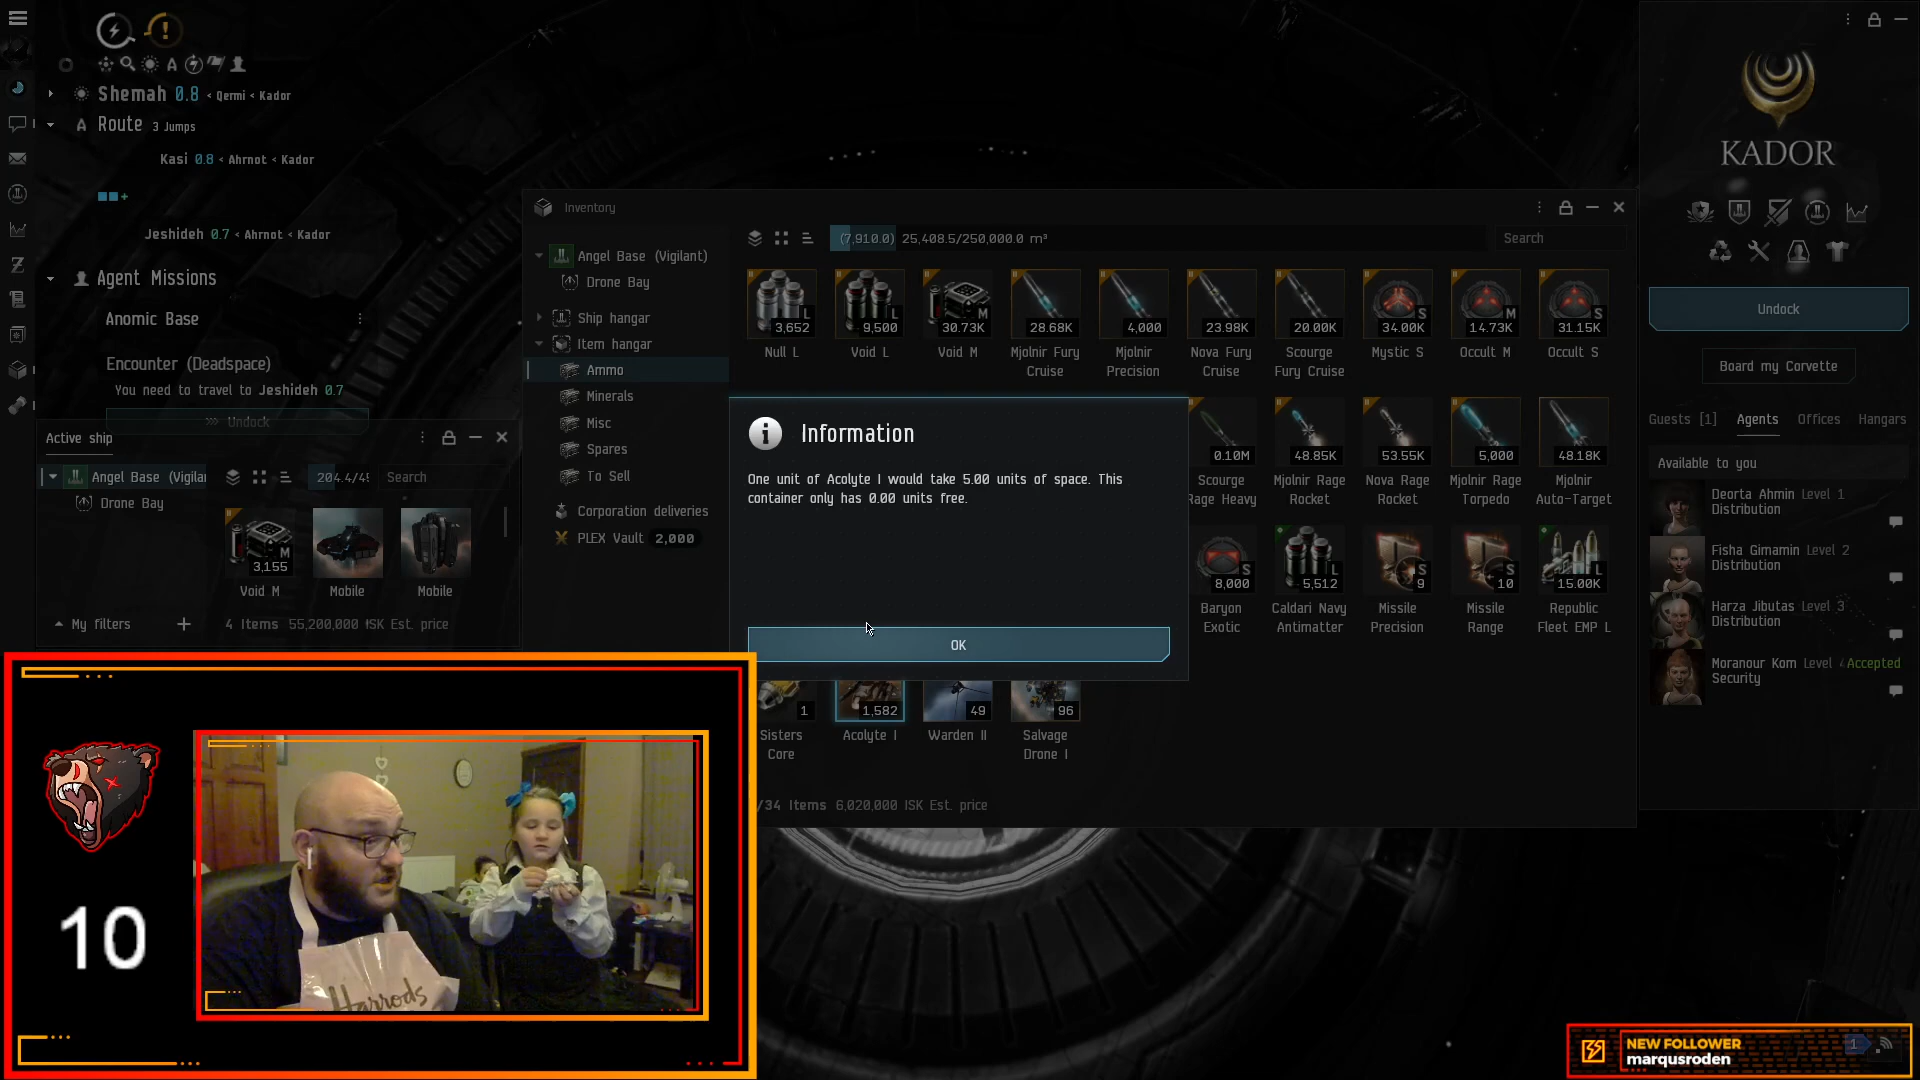 Shemah 0.8 < Qermi < Kador
Route 3 Jumps
Kasi 0.8 < Ahrnot < Kador
Jeshideh 0.7 < Ahrnot < Kador
Agent Missions
Anomic Base
Encounter (Deadspace)
You need to travel to Jeshideh 0.7
>>> Undock
Active ship
Angel Base (Vigilar
204.4/45
Search
Drone Bay
M
3,155
Void M
Mobile
Mobile
My filters
4 Items 55,200,000 ISK Est. price
Inventory
Angel Base (Vigilant)
Drone Bay
Ship hangar
Item hangar
Ammo
Minerals
Misc
Spares
To Sell
Corporation deliveries
PLEX Vault 2,000
(7,910.0) 25,408.5/250,000.0 m³
Search
L
3,652
Null L
L
9,500
Void L
M
30.73K
Void M
28.68K
Mjolnir Fury
Cruise
4,000
Mjolnir
Precision
23.98K
Nova Fury
Cruise
20.00K
Scourge
Fury Cruise
S
34.00K
Mystic S
M
14.73K
Occult M
S
31.15K
Occult S
0.10M
Scourge
Rage Heavy
48.85K
Mjolnir Rage
Rocket
53.55K
Nova Rage
Rocket
5,000
Mjolnir Rage
Torpedo
48.18K
Mjolnir
Auto-Target
S
8,000
Baryon
Exotic
L
5,512
Caldari Navy
Antimatter
S
9
Missile
Precision
S
10
Missile
Range
L
15.00K
Republic
Fleet EMP L
1
Sisters
Core
1,582
Acolyte I
49
Warden II
96
Salvage
Drone I
/34 Items 6,020,000 ISK Est. price
Information
One unit of Acolyte I would take 5.00 units of space. This
container only has 0.00 units free.
OK
KADOR
Undock
Board my Corvette
Guests [1] Agents Offices Hangars
Available to you
Deorta Ahmin Level 1
Distribution
Fisha Gimamin Level 2
Distribution
Harza Jibutas Level 3
Distribution
Moranour Kom Level 4 Accepted
Security
10
Harrods
NEW FOLLOWER
marqusroden
1